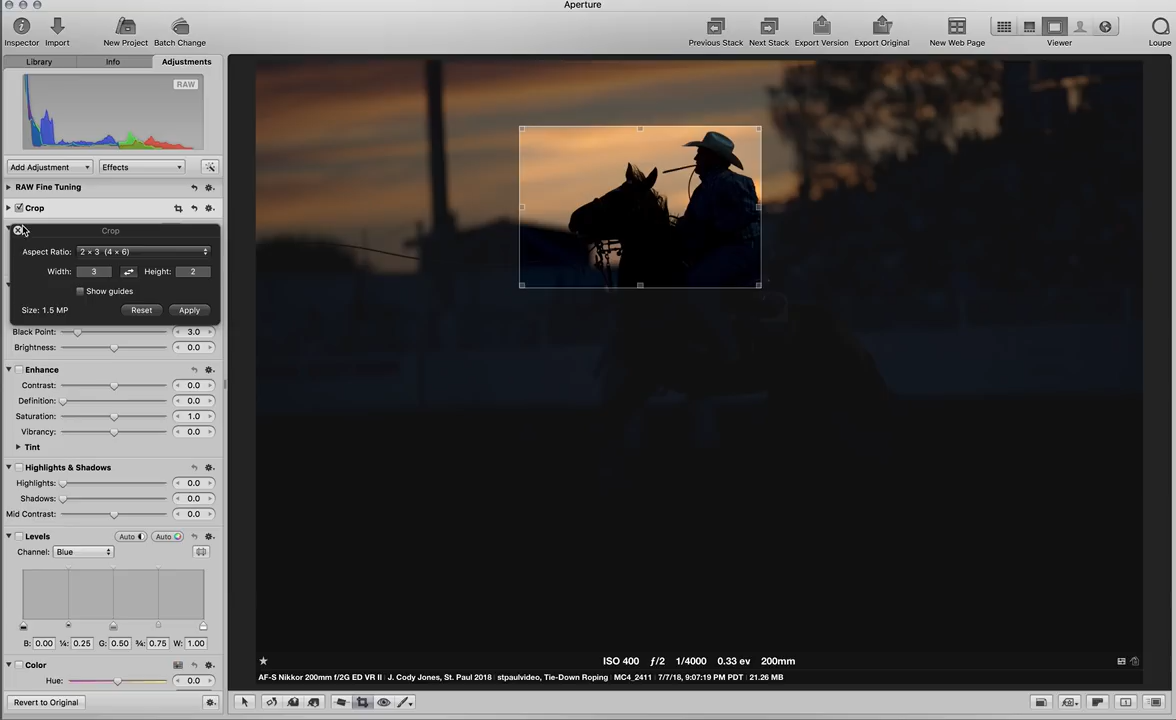 Aperture
Inspector Import New Project Batch Change Previous Stack Next Stack Export Version Export Original New Web Page Viewer Loupe
Library Info Adjustments
RAW
Add Adjustment Effects
RAW Fine Tuning
Crop
Crop
Aspect Ratio: 2 × 3 (4 × 6)
Width: 3 Height: 2
Show guides
Size: 1.5 MP Reset Apply
Black Point: 3.0
Brightness: 0.0
Enhance
Contrast: 0.0
Definition: 0.0
Saturation: 1.0
Vibrancy: 0.0
Tint
Highlights & Shadows
Highlights: 0.0
Shadows: 0.0
Mid Contrast: 0.0
Levels Auto Auto
Channel: Blue
B: 0.00 ¼: 0.25 G: 0.50 ¾: 0.75 W: 1.00
Color
Hue: 0.0
Revert to Original
ISO 400 ƒ/2 1/4000 0.33 ev 200mm
AF-S Nikkor 200mm f/2G ED VR II | J. Cody Jones, St. Paul 2018 | stpaulvideo, Tie-Down Roping | MC4_2411 | 7/7/18, 9:07:19 PM PDT | 21.26 MB